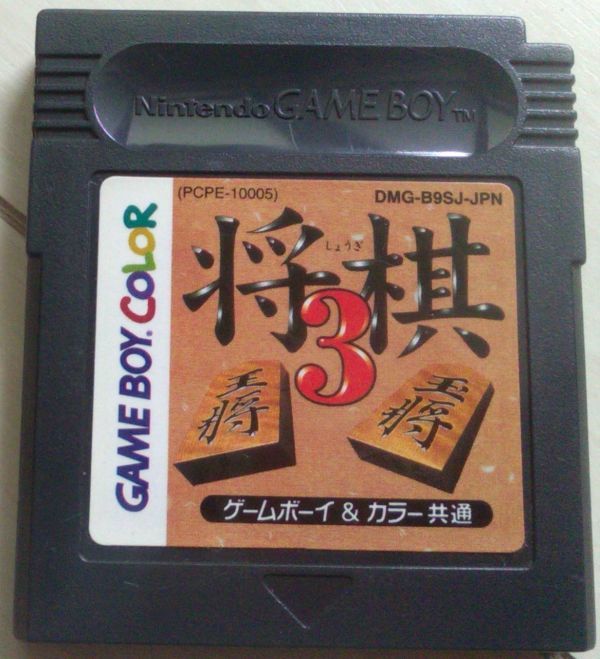 Nintendo GAME BOY TM
(PCPE-10005)
DMG-B9SJ-JPN
GAME BOY COLOR
しょうぎ
将棋
3
王将
玉将
ゲームボーイ & カラー共通